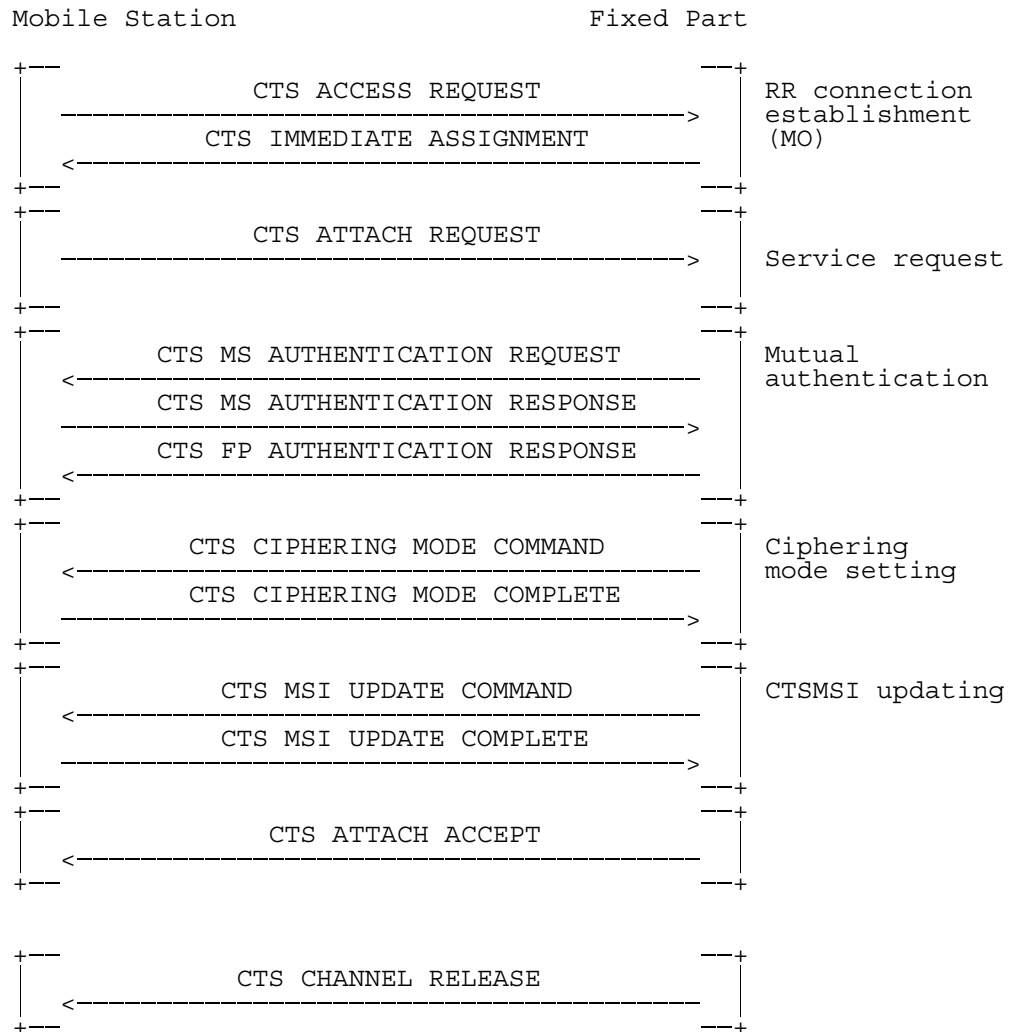 Mobile Station Fixed Part
CTS ACCESS REQUEST RR connection
establishment
CTS IMMEDIATE ASSIGNMENT (MO)
CTS ATTACH REQUEST
Service request
CTS MS AUTHENTICATION REQUEST Mutual
authentication
CTS MS AUTHENTICATION RESPONSE
CTS FP AUTHENTICATION RESPONSE
CTS CIPHERING MODE COMMAND Ciphering
mode setting
CTS CIPHERING MODE COMPLETE
CTS MSI UPDATE COMMAND CTSMSI updating
CTS MSI UPDATE COMPLETE
CTS ATTACH ACCEPT
CTS CHANNEL RELEASE